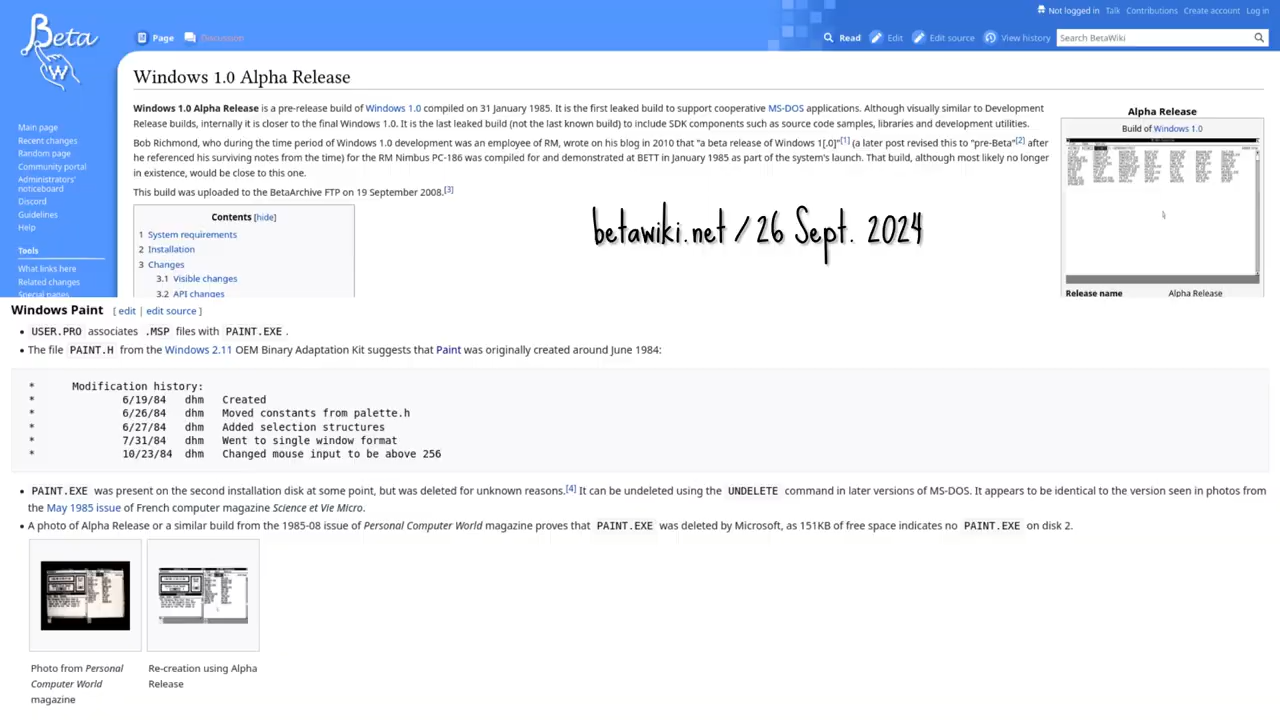 Not logged in Talk Contributions Create account Log in
Beta
W
Page Discussion Read Edit Edit source View history Search BetaWiki
Windows 1.0 Alpha Release
Windows 1.0 Alpha Release is a pre-release build of Windows 1.0 compiled on 31 January 1985. It is the first leaked build to support cooperative MS-DOS applications. Although visually similar to Development
Release builds, internally it is closer to the final Windows 1.0. It is the last leaked build (not the last known build) to include SDK components such as source code samples, libraries and development utilities.
Bob Richmond, who during the time period of Windows 1.0 development was an employee of RM, wrote on his blog in 2010 that "a beta release of Windows 1[.0]"[1] (a later post revised this to "pre-Beta"[2] after
he referenced his surviving notes from the time) for the RM Nimbus PC-186 was compiled for and demonstrated at BETT in January 1985 as part of the system's launch. That build, although most likely no longer
in existence, would be close to this one.
This build was uploaded to the BetaArchive FTP on 19 September 2008.[3]
Main page
Recent changes
Random page
Community portal
Administrators'
noticeboard
Discord
Guidelines
Help
Tools
What links here
Related changes
Special pages
Contents [hide]
1 System requirements
2 Installation
3 Changes
3.1 Visible changes
3.2 API changes
betawiki.net / 26 Sept. 2024
Alpha Release
Build of Windows 1.0
Release name Alpha Release
Windows Paint [ edit | edit source ]
• USER.PRO associates .MSP files with PAINT.EXE .
• The file PAINT.H from the Windows 2.11 OEM Binary Adaptation Kit suggests that Paint was originally created around June 1984:
* Modification history:
* 6/19/84 dhm Created
* 6/26/84 dhm Moved constants from palette.h
* 6/27/84 dhm Added selection structures
* 7/31/84 dhm Went to single window format
* 10/23/84 dhm Changed mouse input to be above 256
• PAINT.EXE was present on the second installation disk at some point, but was deleted for unknown reasons.[4] It can be undeleted using the UNDELETE command in later versions of MS-DOS. It appears to be identical to the version seen in photos from
the May 1985 issue of French computer magazine Science et Vie Micro.
• A photo of Alpha Release or a similar build from the 1985-08 issue of Personal Computer World magazine proves that PAINT.EXE was deleted by Microsoft, as 151KB of free space indicates no PAINT.EXE on disk 2.
Photo from Personal
Computer World
magazine
Re-creation using Alpha
Release